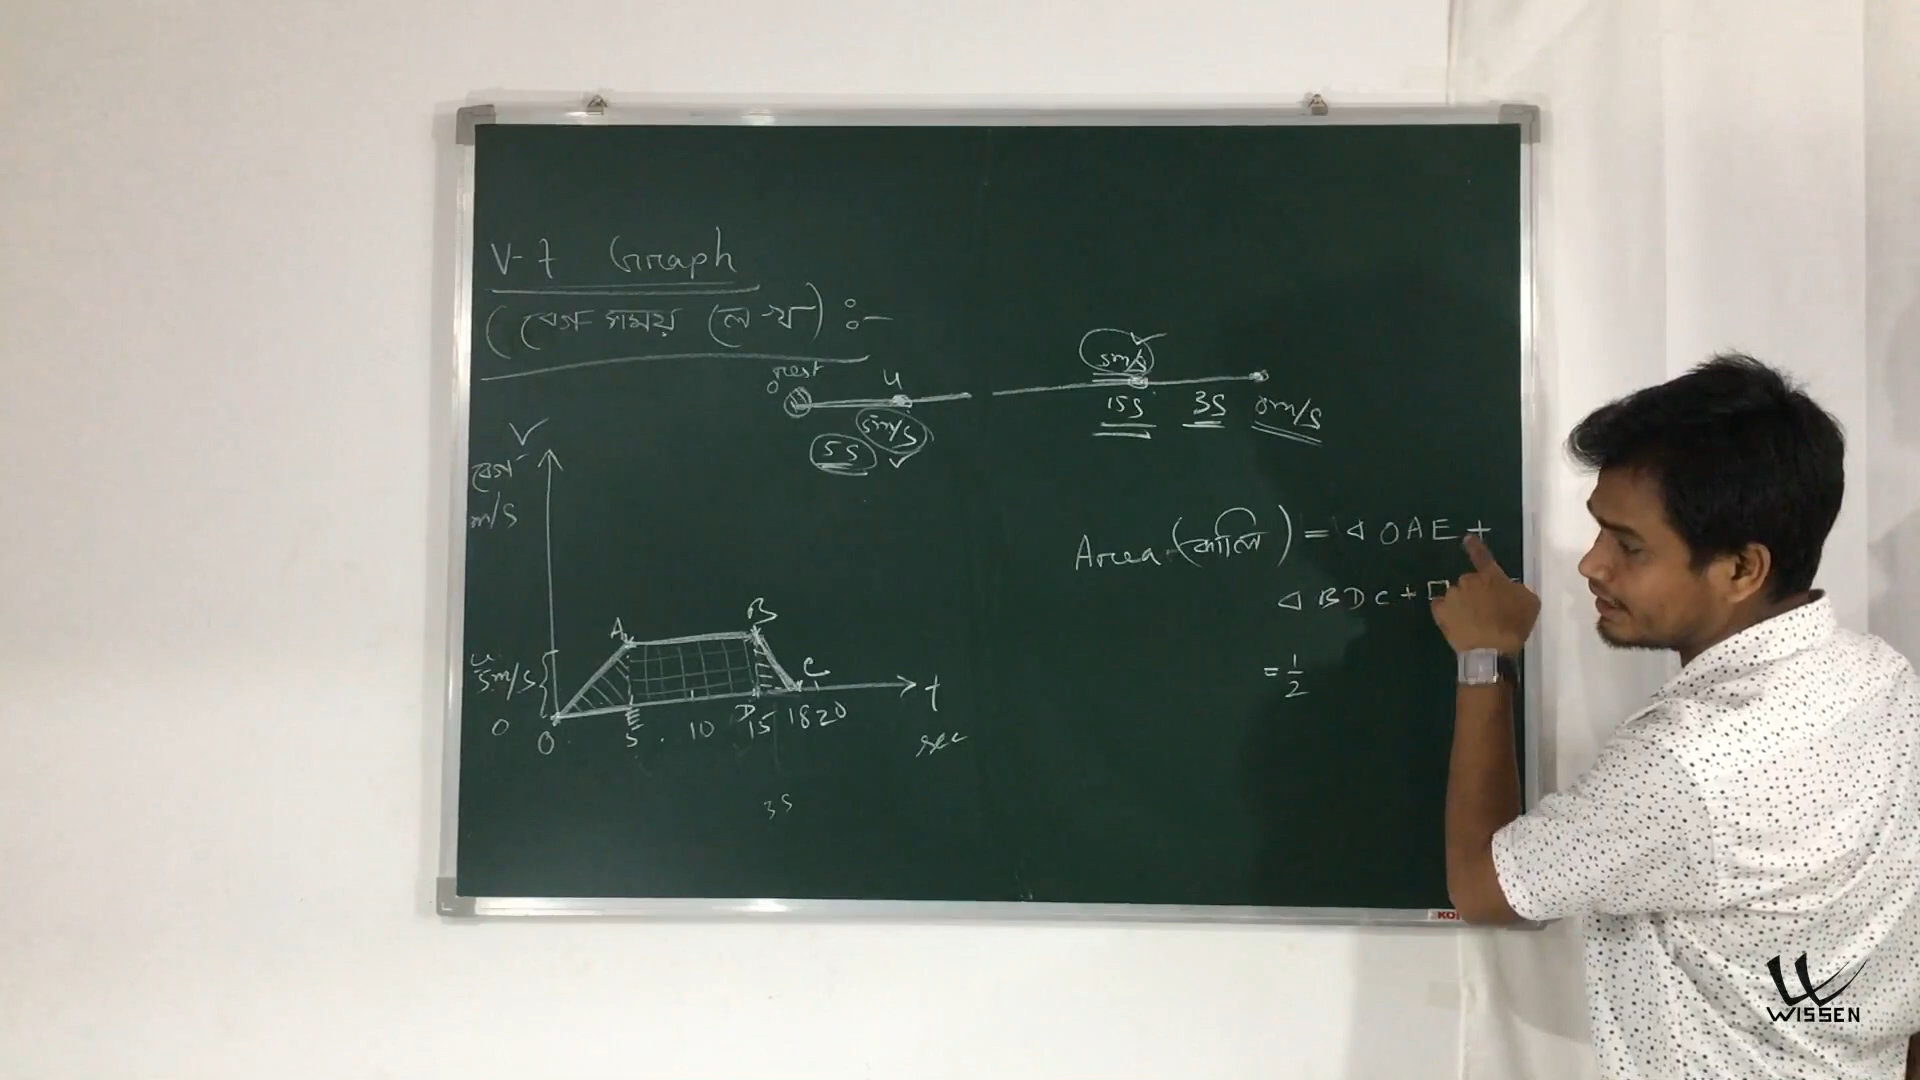 V-t Graph
(বেগ সময় লেখ) :-
rest
0
u
5m/s
5s
5m/s
15s
3s
0m/s
V
বেগ
m/s
A
B
C
u
5m/s
0
O
E
5
10
D
15
18
20
t
sec
3s
Area (কালি) = ⊲ OAE +
⊲ BDC + □
= 1/2
WISSEN